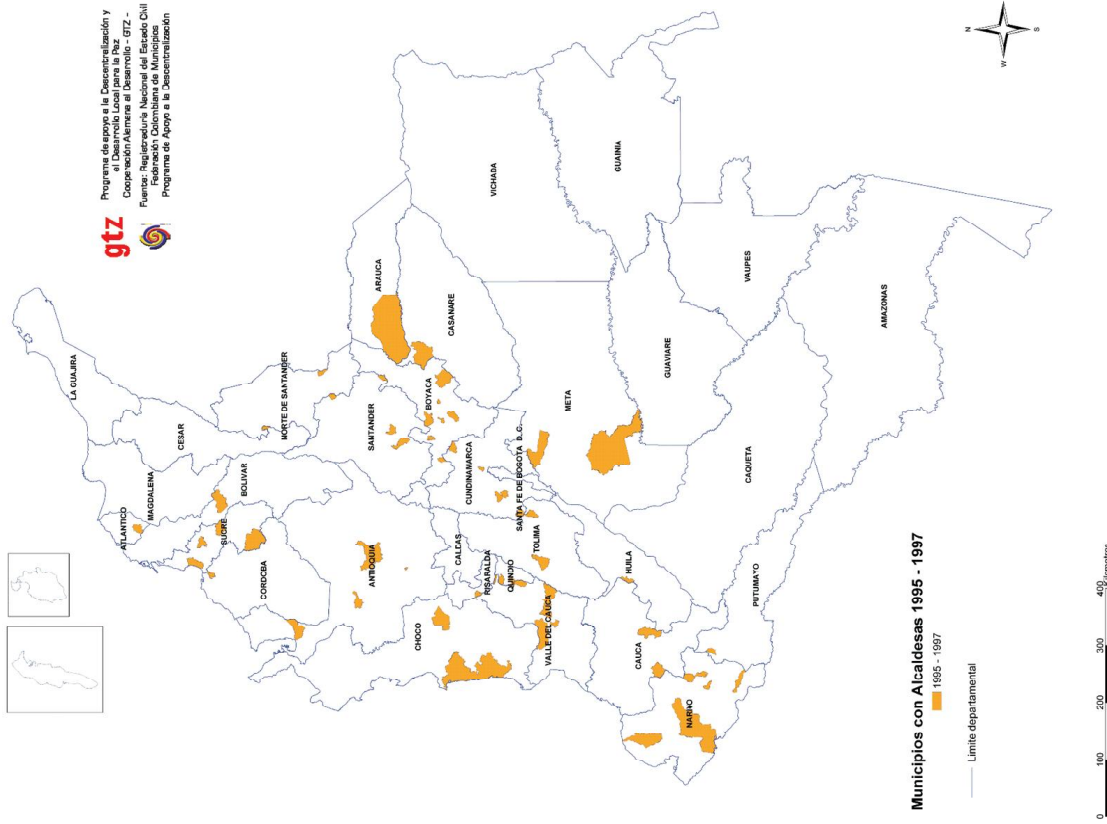 gtz
Programa de apoyo a la Descentralización y
el Desarrollo Local para la Paz
Cooperación Alemana al Desarrollo - GTZ -
Fuente: Registraduría Nacional del Estado Civil
Federación Colombiana de Municipios
Programa de Apoyo a la Descentralización
LA GUAJIRA
ATLANTICO
MAGDALENA
CESAR
SUCRE
BOLIVAR
NORTE DE SANTANDER
CORDOBA
ANTIOQUIA
SANTANDER
ARAUCA
BOYACA
CASANARE
VICHADA
CHOCO
CALCAS
RISARALDA
QUINDIO
CUNDINAMARCA
SANTA FE DE BOGOTA D.C.
TOLIMA
VALLE DEL CAUCA
META
GUAINIA
HUILA
CAUCA
GUAVIARE
VAUPES
NARIÑO
PUTUMAYO
CAQUETA
AMAZONAS
N
W
S
Municipios con Alcaldesas 1995 - 1997
1995 - 1997
Limite departamental
0 100 200 300 400